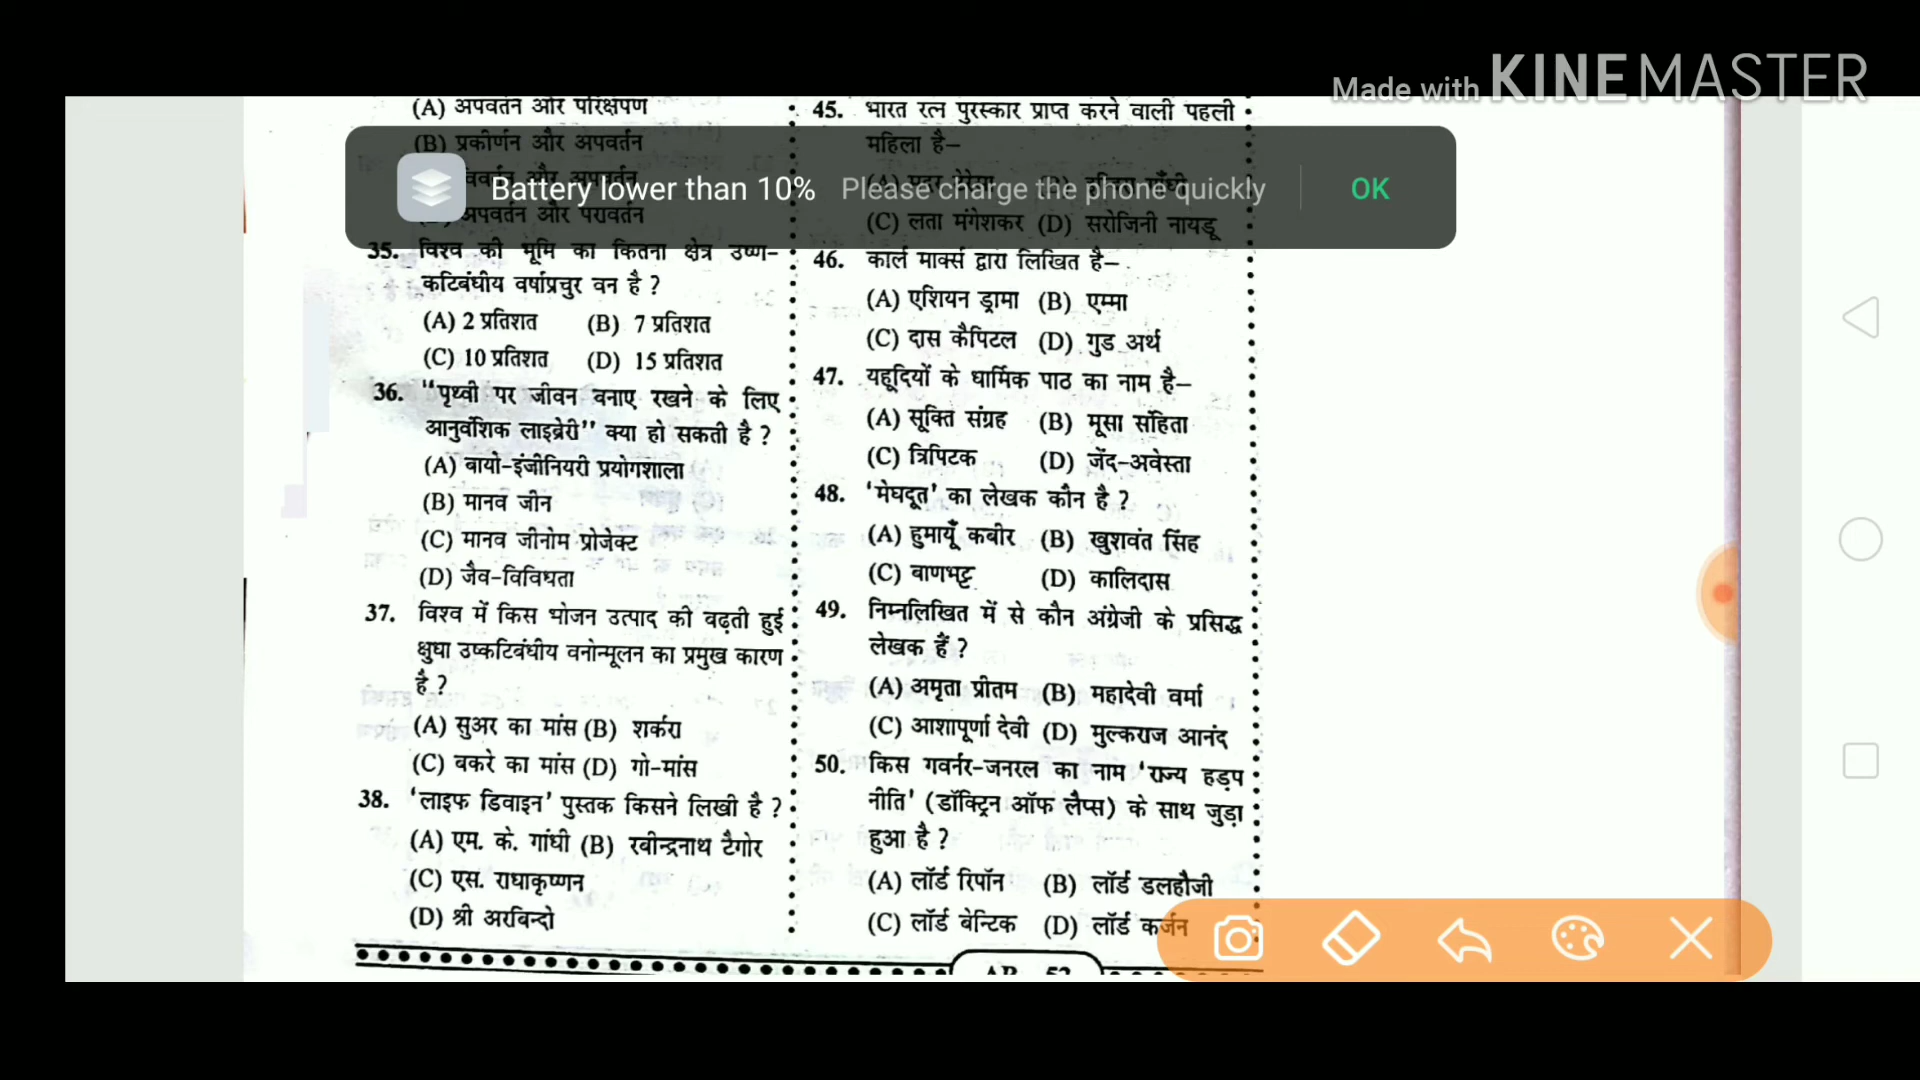 Made with KINEMASTER
(A) अपवर्तन और परिक्षेपण
(B) प्रकीर्णन और अपवर्तन
और अपवर्तन
अपवर्तन और परावर्तन
Battery lower than 10% Please charge the phone quickly OK
35. विश्व की भूमि का कितना क्षेत्र उष्ण-
कटिबंधीय वर्षाप्रचुर वन है ?
(A) 2 प्रतिशत (B) 7 प्रतिशत
(C) 10 प्रतिशत (D) 15 प्रतिशत
36. "पृथ्वी पर जीवन बनाए रखने के लिए
आनुवंशिक लाइब्रेरी" क्या हो सकती है ?
(A) बायो-इंजीनियरी प्रयोगशाला
(B) मानव जीन
(C) मानव जीनोम प्रोजेक्ट
(D) जैव-विविधता
37. विश्व में किस भोजन उत्पाद की बढ़ती हुई
क्षुधा उष्कटिबंधीय वनोन्मूलन का प्रमुख कारण
है ?
(A) सुअर का मांस (B) शर्करा
(C) बकरे का मांस (D) गो-मांस
38. 'लाइफ डिवाइन' पुस्तक किसने लिखी है ?
(A) एम. के. गांधी (B) रवीन्द्रनाथ टैगोर
(C) एस. राधाकृष्णन
(D) श्री अरबिन्दो
45. भारत रत्न पुरस्कार प्राप्त करने वाली पहली
महिला है–
(A) मदर टेरेसा (B) इन्दिरा गाँधी
(C) लता मंगेशकर (D) सरोजिनी नायडू
46. कार्ल मार्क्स द्वारा लिखित है–
(A) एशियन ड्रामा (B) एम्मा
(C) दास कैपिटल (D) गुड अर्थ
47. यहूदियों के धार्मिक पाठ का नाम है–
(A) सूक्ति संग्रह (B) मूसा संहिता
(C) त्रिपिटक (D) जेंद-अवेस्ता
48. 'मेघदूत' का लेखक कौन है ?
(A) हुमायूँ कबीर (B) खुशवंत सिंह
(C) बाणभट्ट (D) कालिदास
49. निम्नलिखित में से कौन अंग्रेजी के प्रसिद्ध
लेखक हैं ?
(A) अमृता प्रीतम (B) महादेवी वर्मा
(C) आशापूर्णा देवी (D) मुल्कराज आनंद
50. किस गवर्नर-जनरल का नाम 'राज्य हड़प
नीति' (डॉक्ट्रिन ऑफ लैप्स) के साथ जुड़ा
हुआ है ?
(A) लॉर्ड रिपॉन (B) लॉर्ड डलहौजी
(C) लॉर्ड बेन्टिक (D) लॉर्ड कर्जन